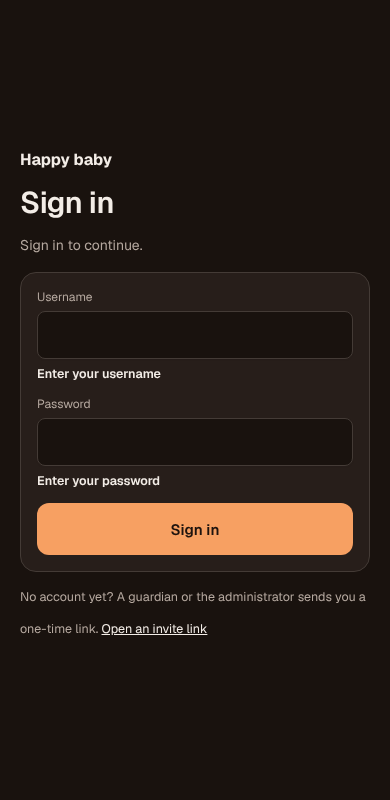 Happy baby
Sign in
Sign in to continue.
Username
Enter your username
Password
Enter your password
Sign in
No account yet? A guardian or the administrator sends you a
one-time link. Open an invite link